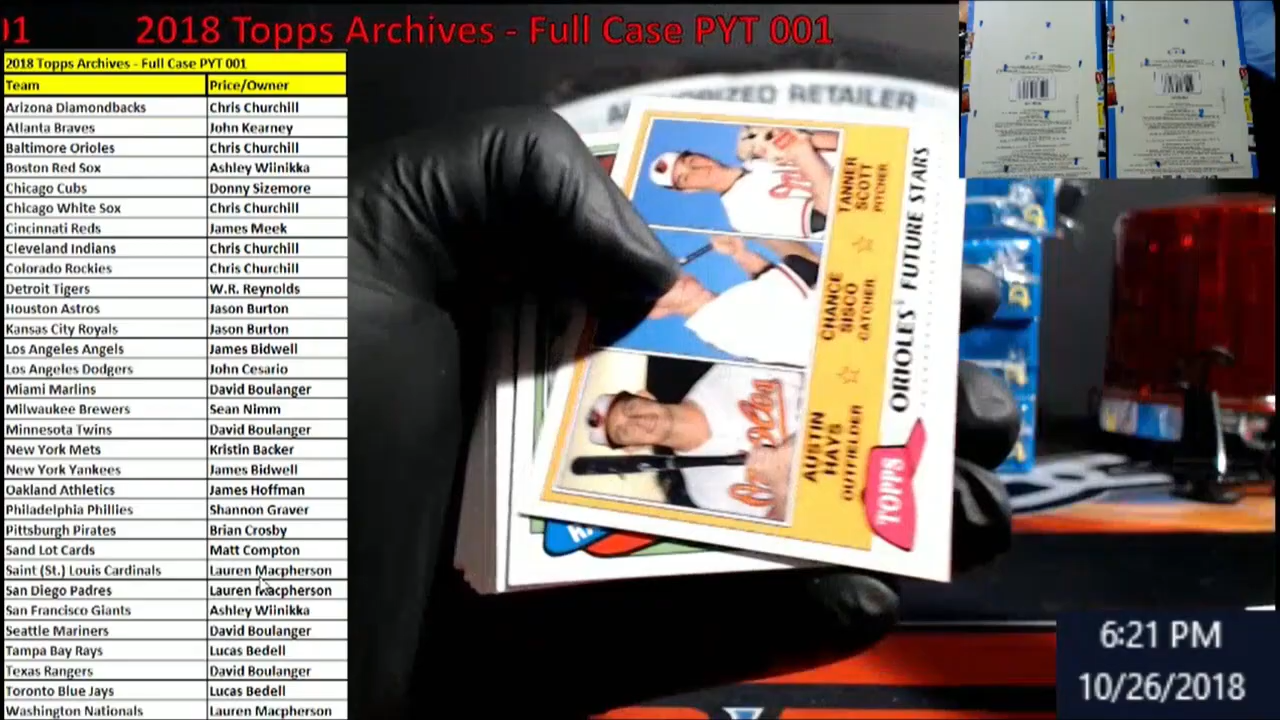 01 2018 Topps Archives - Full Case PYT 001
2018 Topps Archives - Full Case PYT 001
Team Price/Owner
Arizona Diamondbacks Chris Churchill
Atlanta Braves John Kearney
Baltimore Orioles Chris Churchill
Boston Red Sox Ashley Wiinikka
Chicago Cubs Donny Sizemore
Chicago White Sox Chris Churchill
Cincinnati Reds James Meek
Cleveland Indians Chris Churchill
Colorado Rockies Chris Churchill
Detroit Tigers W.R. Reynolds
Houston Astros Jason Burton
Kansas City Royals Jason Burton
Los Angeles Angels James Bidwell
Los Angeles Dodgers John Cesario
Miami Marlins David Boulanger
Milwaukee Brewers Sean Nimm
Minnesota Twins David Boulanger
New York Mets Kristin Backer
New York Yankees James Bidwell
Oakland Athletics James Hoffman
Philadelphia Phillies Shannon Graver
Pittsburgh Pirates Brian Crosby
Sand Lot Cards Matt Compton
Saint (St.) Louis Cardinals Lauren Macpherson
San Diego Padres Lauren Macpherson
San Francisco Giants Ashley Wiinikka
Seattle Mariners David Boulanger
Tampa Bay Rays Lucas Bedell
Texas Rangers David Boulanger
Toronto Blue Jays Lucas Bedell
Washington Nationals Lauren Macpherson
RETAILER
TANNER
SCOTT
PITCHER
CHANCE
SISCO
CATCHER
AUSTIN
HAYS
OUTFIELDER
ORIOLES' FUTURE STARS
TOPPS
6:21 PM
10/26/2018